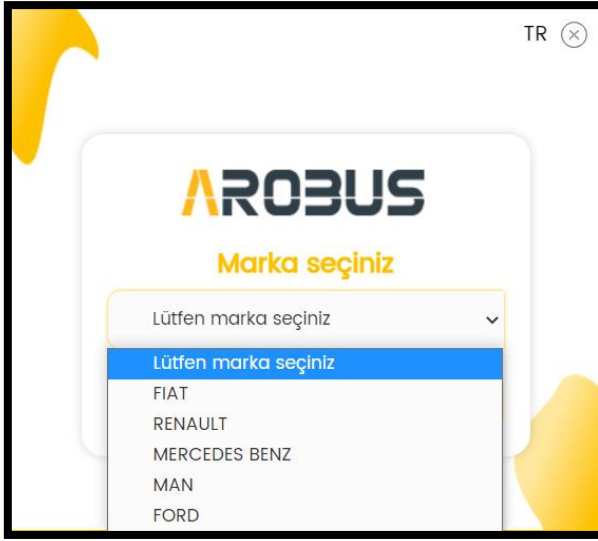 TR
AROBUS
Marka seçiniz
Lütfen marka seçiniz
Lütfen marka seçiniz
FIAT
RENAULT
MERCEDES BENZ
MAN
FORD